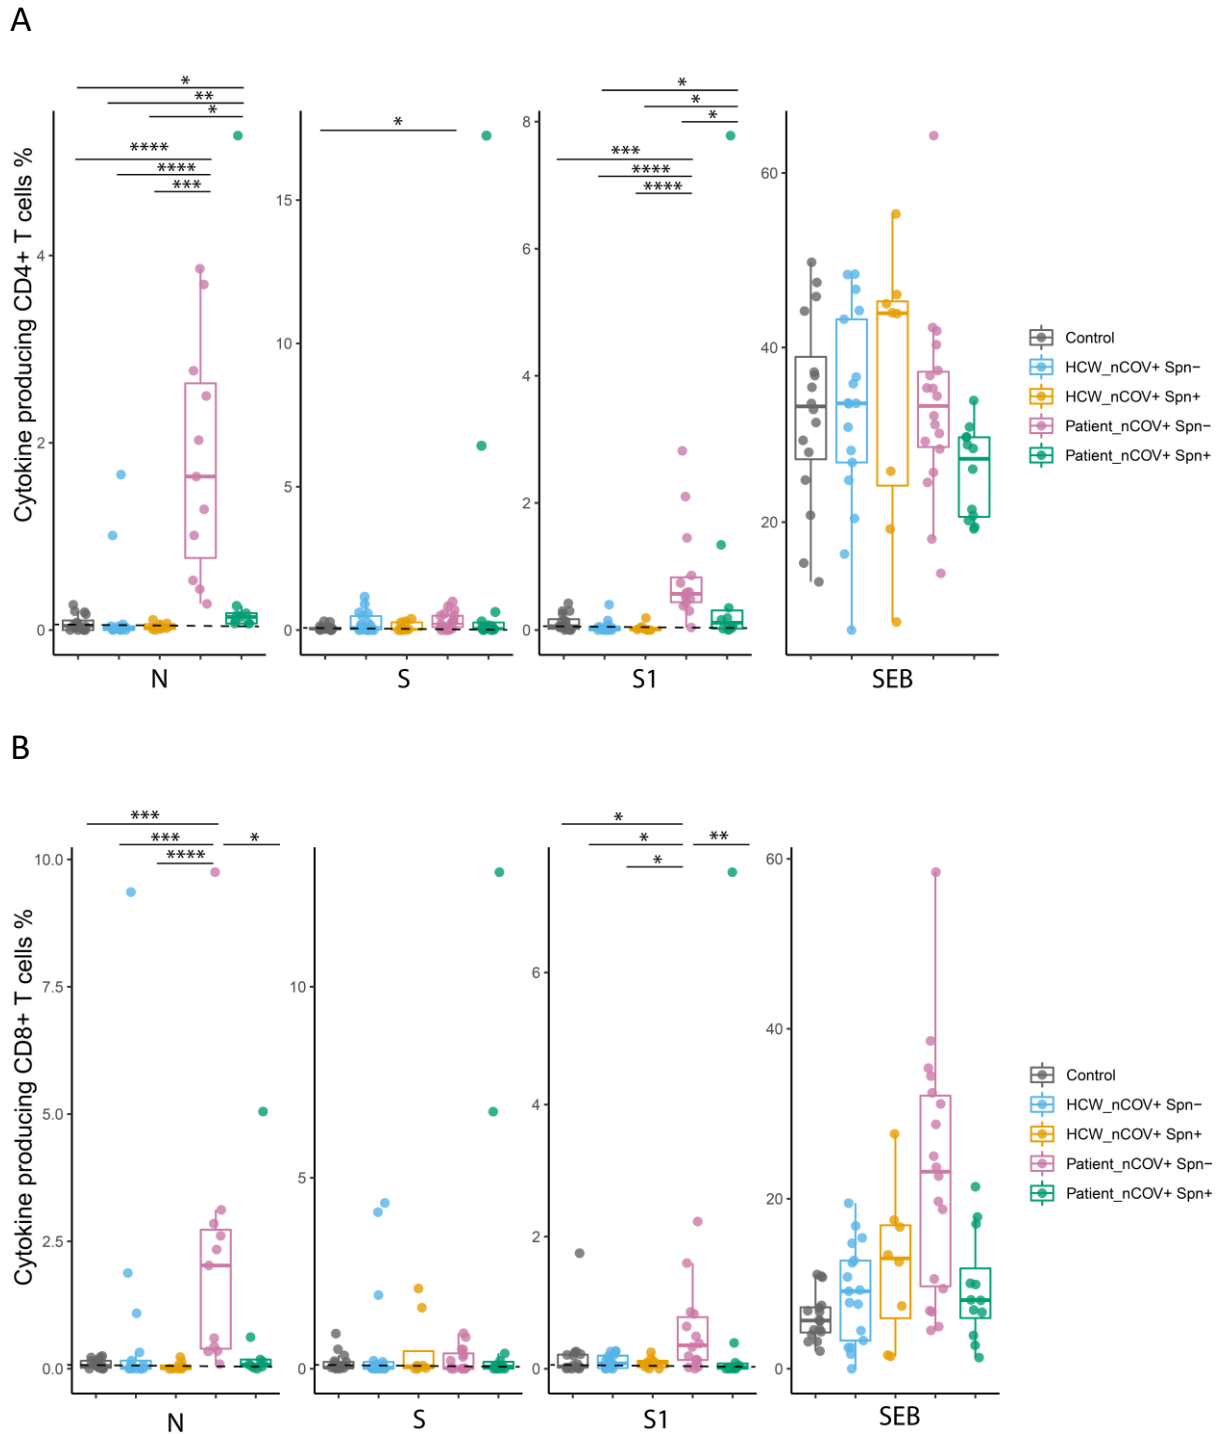 A
* ** * **** **** ***
*
* * * *** **** ****
Cytokine producing CD4+ T cells %
4
2
0
15
10
5
0
8
6
4
2
0
60
40
20
N S S1 SEB
Control
HCW_nCOV+ Spn−
HCW_nCOV+ Spn+
Patient_nCOV+ Spn−
Patient_nCOV+ Spn+
B
*** *** * ****
* * ** *
Cytokine producing CD8+ T cells %
10.0
7.5
5.0
2.5
0.0
10
5
0
6
4
2
0
60
40
20
0
N S S1 SEB
Control
HCW_nCOV+ Spn−
HCW_nCOV+ Spn+
Patient_nCOV+ Spn−
Patient_nCOV+ Spn+